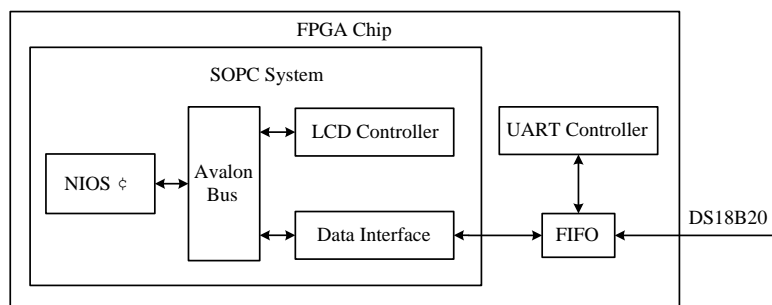 FPGA Chip
SOPC System
LCD Controller
UART Controller
NIOS ¢
Avalon
Bus
DS18B20
Data Interface
FIFO